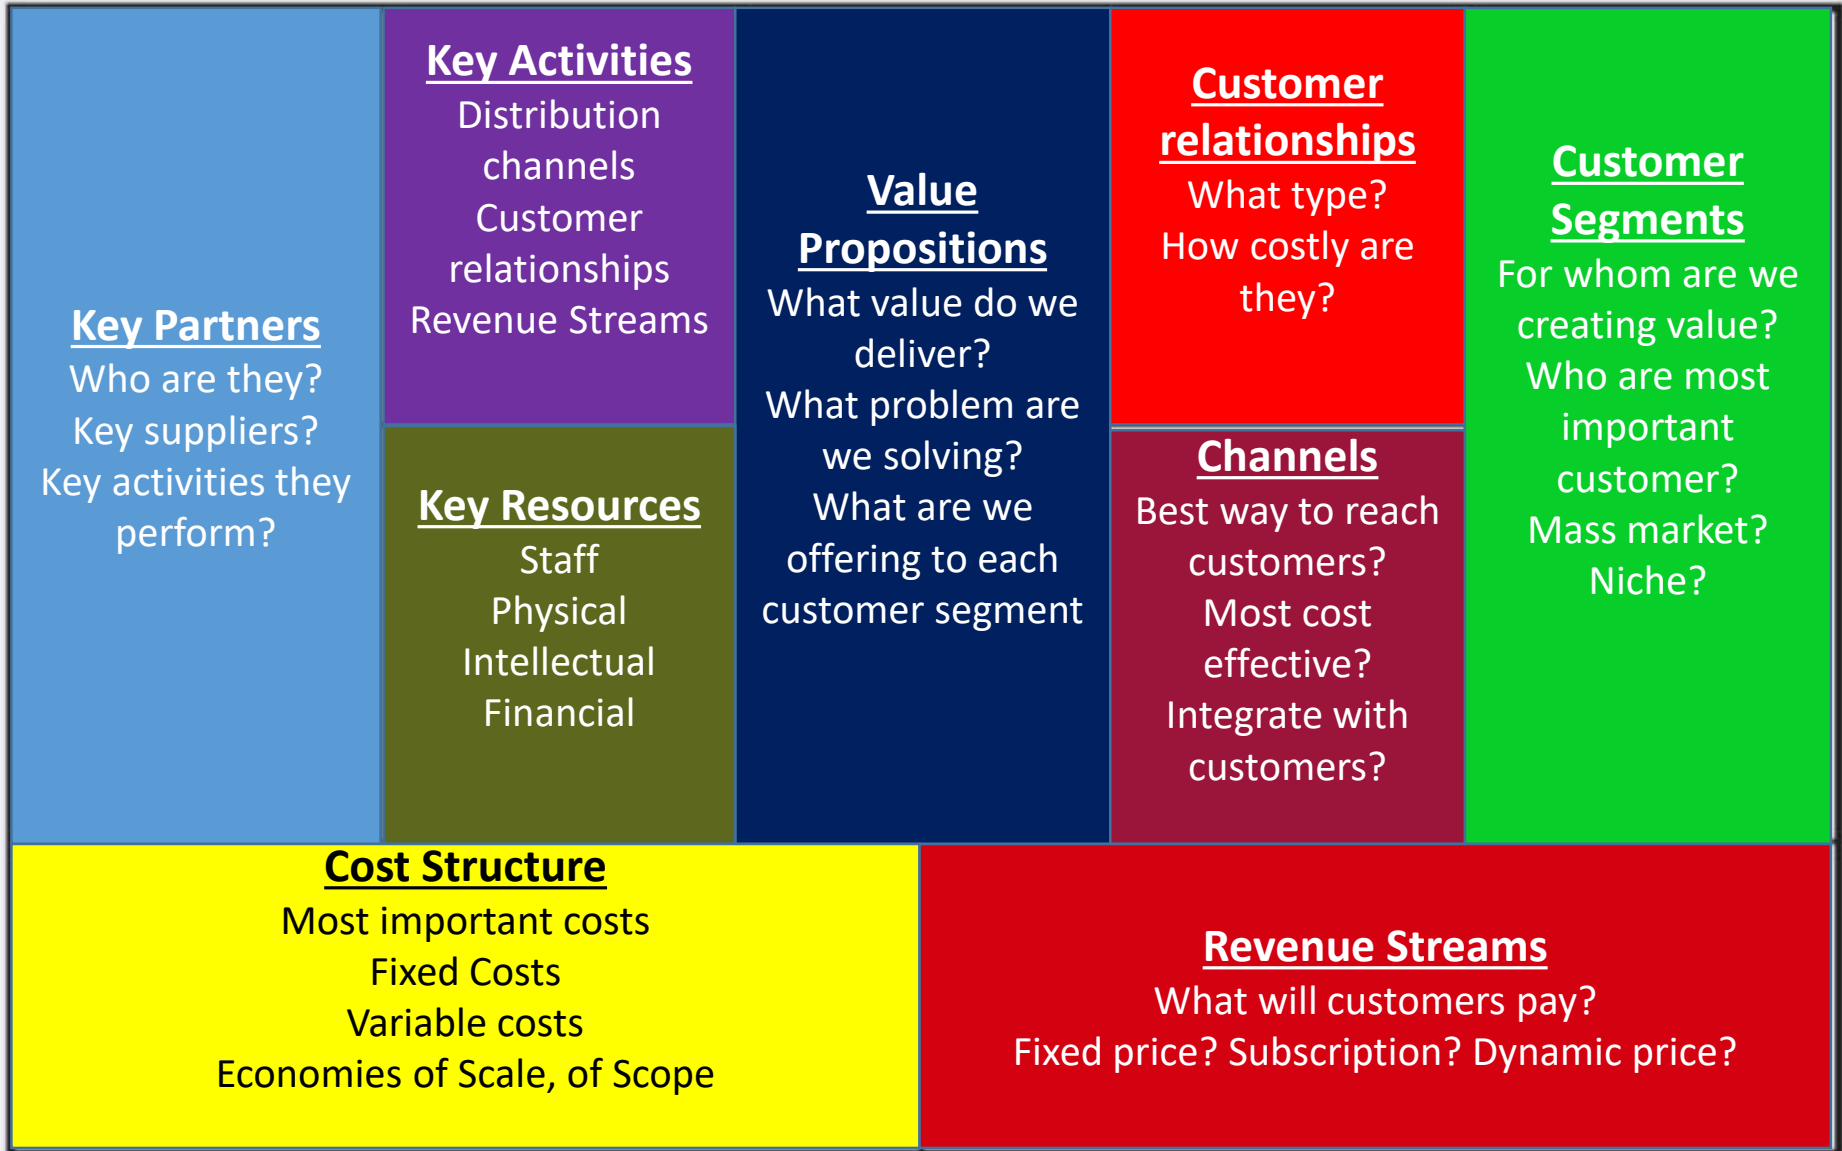 Key Partners
Who are they?
Key suppliers?
Key activities they
perform?
Key Activities
Distribution
channels
Customer
relationships
Revenue Streams
Key Resources
Staff
Physical
Intellectual
Financial
Value
Propositions
What value do we
deliver?
What problem are
we solving?
What are we
offering to each
customer segment
Customer
relationships
What type?
How costly are
they?
Channels
Best way to reach
customers?
Most cost
effective?
Integrate with
customers?
Customer
Segments
For whom are we
creating value?
Who are most
important
customer?
Mass market?
Niche?
Cost Structure
Most important costs
Fixed Costs
Variable costs
Economies of Scale, of Scope
Revenue Streams
What will customers pay?
Fixed price? Subscription? Dynamic price?